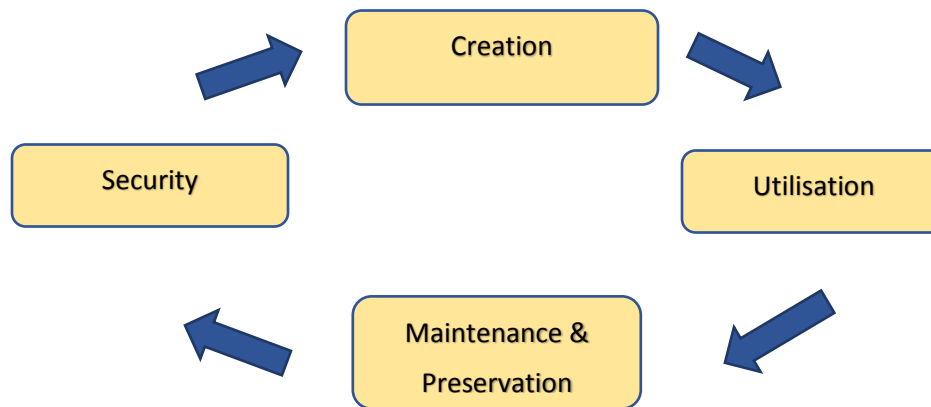 Creation
Security
Utilisation
Maintenance &
Preservation